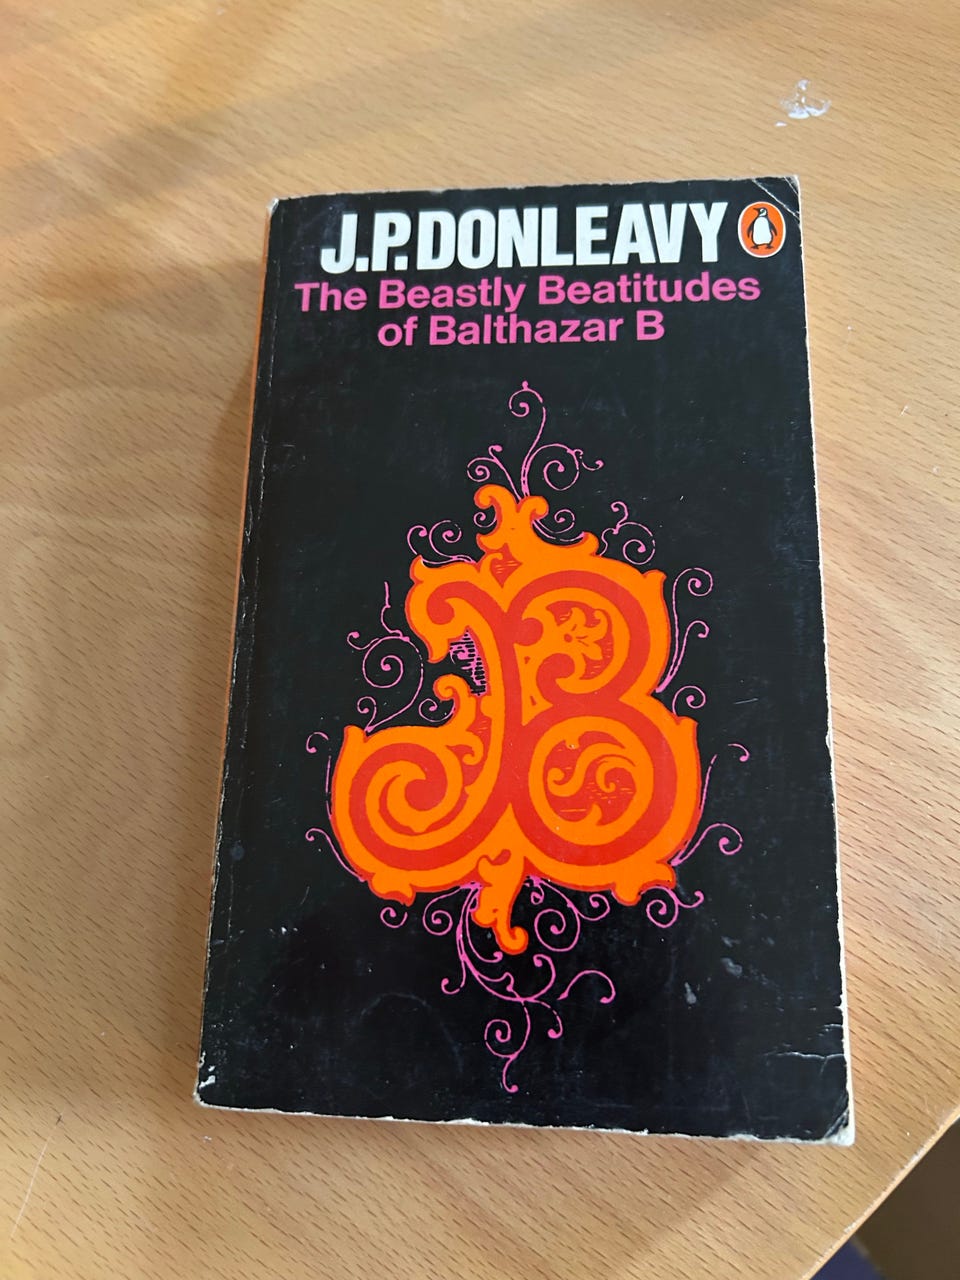 J.P. DONLEAVY
The Beastly Beatitudes
of Balthazar B
B